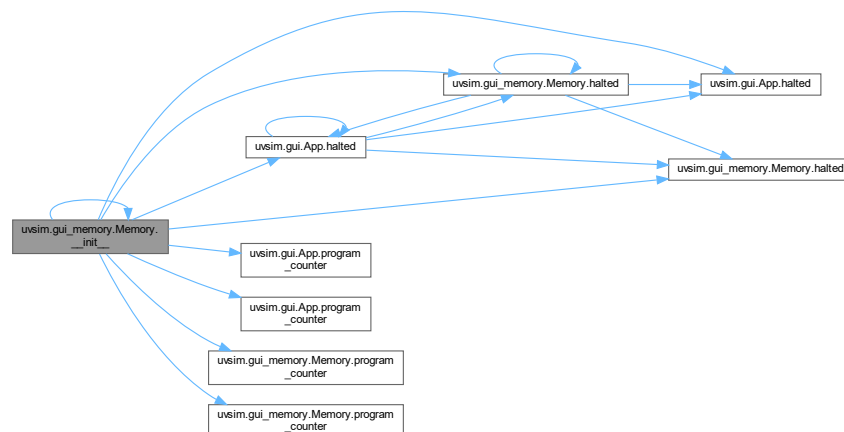 uvsim.gui_memory.Memory.halted
uvsim.gui.App.halted
uvsim.gui.App.halted
uvsim.gui_memory.Memory.halted
uvsim.gui_memory.Memory.
__init__
uvsim.gui.App.program
_counter
uvsim.gui.App.program
_counter
uvsim.gui_memory.Memory.program
_counter
uvsim.gui_memory.Memory.program
_counter